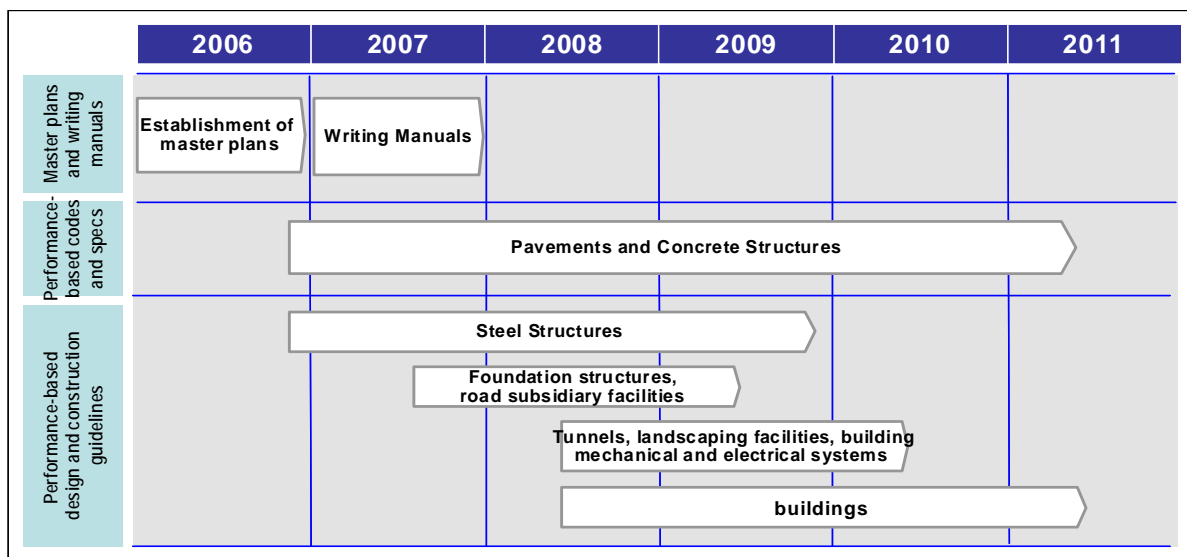 2006 2007 2008 2009 2010 2011
Master plans
and writing
manuals
Establishment of
master plans
Writing Manuals
Performance-
based codes
and specs
Pavements and Concrete Structures
Performance-based
design and construction
guidelines
Steel Structures
Foundation structures,
road subsidiary facilities
Tunnels, landscaping facilities, building
mechanical and electrical systems
buildings